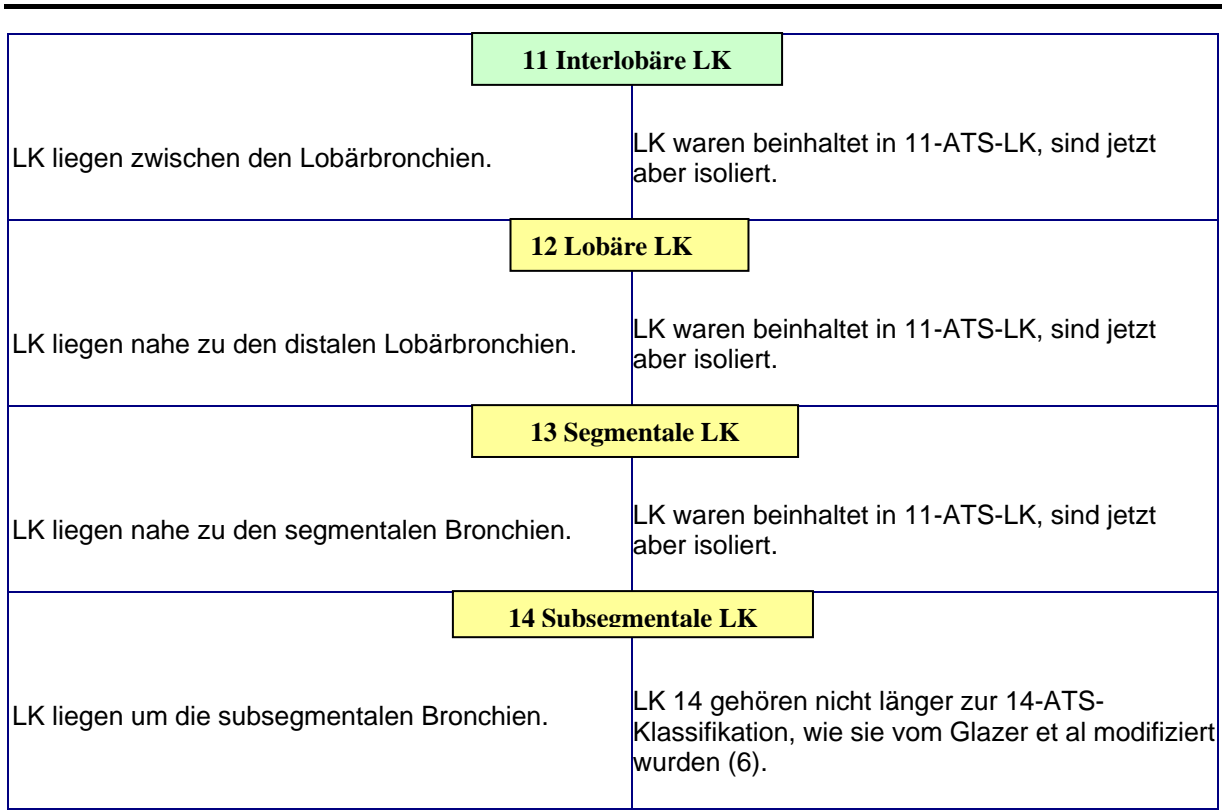 11 Interlobäre LK
LK liegen zwischen den Lobärbronchien.
LK waren beinhaltet in 11-ATS-LK, sind jetzt
aber isoliert.
12 Lobäre LK
LK liegen nahe zu den distalen Lobärbronchien.
LK waren beinhaltet in 11-ATS-LK, sind jetzt
aber isoliert.
13 Segmentale LK
LK liegen nahe zu den segmentalen Bronchien.
LK waren beinhaltet in 11-ATS-LK, sind jetzt
aber isoliert.
14 Subsegmentale LK
LK liegen um die subsegmentalen Bronchien.
LK 14 gehören nicht länger zur 14-ATS-
Klassifikation, wie sie vom Glazer et al modifiziert
wurden (6).